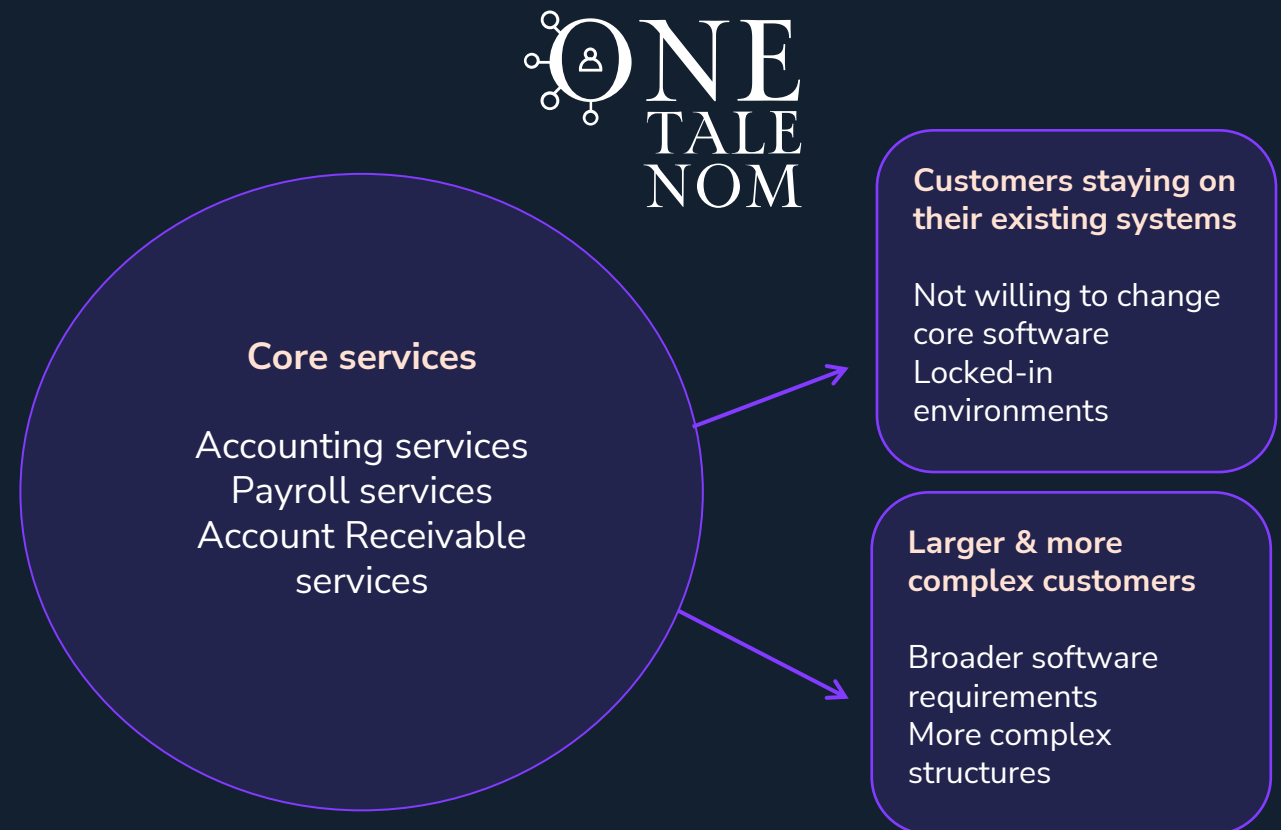 ONE
TALE
NOM
Core services
Accounting services
Payroll services
Account Receivable
services
Customers staying on
their existing systems
Not willing to change
core software
Locked-in
environments
Larger & more
complex customers
Broader software
requirements
More complex
structures